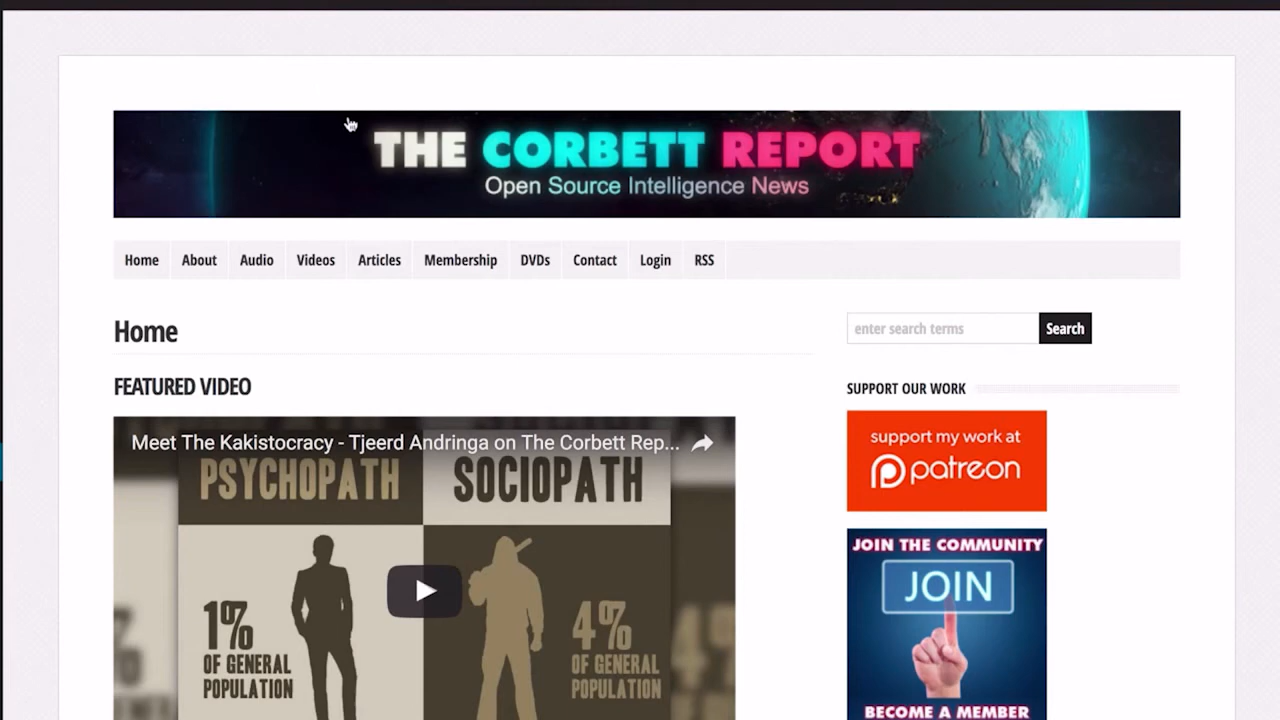 THE CORBETT REPORT
Open Source Intelligence News
Home About Audio Videos Articles Membership DVDs Contact Login RSS
Home
enter search terms Search
FEATURED VIDEO
SUPPORT OUR WORK
Meet The Kakistocracy - Tjeerd Andringa on The Corbett Rep...
PSYCHOPATH SOCIOPATH
1%
OF GENERAL
POPULATION
4%
OF GENERAL
POPULATION
support my work at
patreon
JOIN THE COMMUNITY
JOIN
BECOME A MEMBER